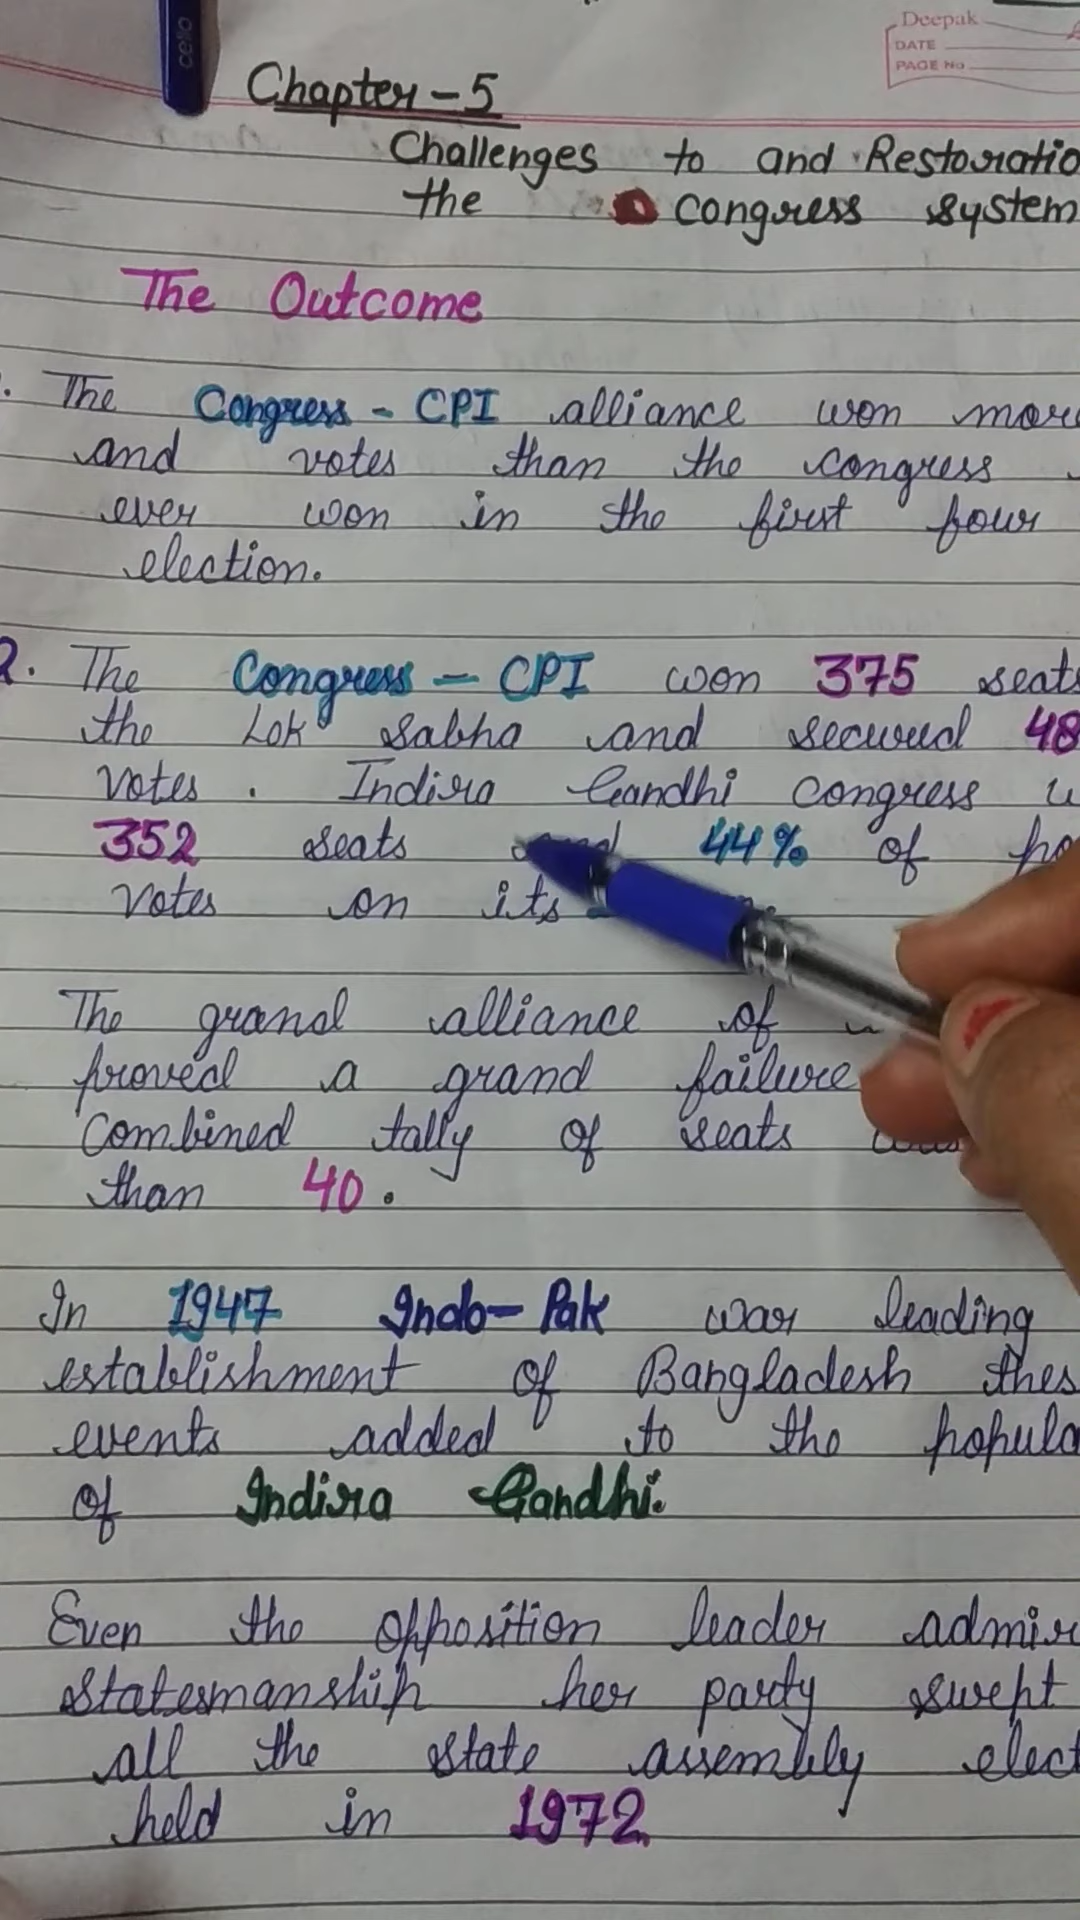 cello
Deepak
DATE
PAGE No
Chapter-5
Challenges to and Restoratio
the congress system
The Outcome
. The Congress - CPI alliance won more
and votes than the congress
ever won in the first four
election.
2. The Congress - CPI won 375 seats
the Lok Sabha and secured 48
votes. Indira Gandhi congress w
352 seats and 44% of po
votes on its
The grand alliance of
proved a grand failure
Combined tally of seats was
than 40.
In 1947 Indo-Pak war leading
establishment of Bangladesh thes
events added to the popula
of Indira Gandhi.
Even the opposition leader admir
statesmanship her party swept
all the state assembly elect
held in 1972